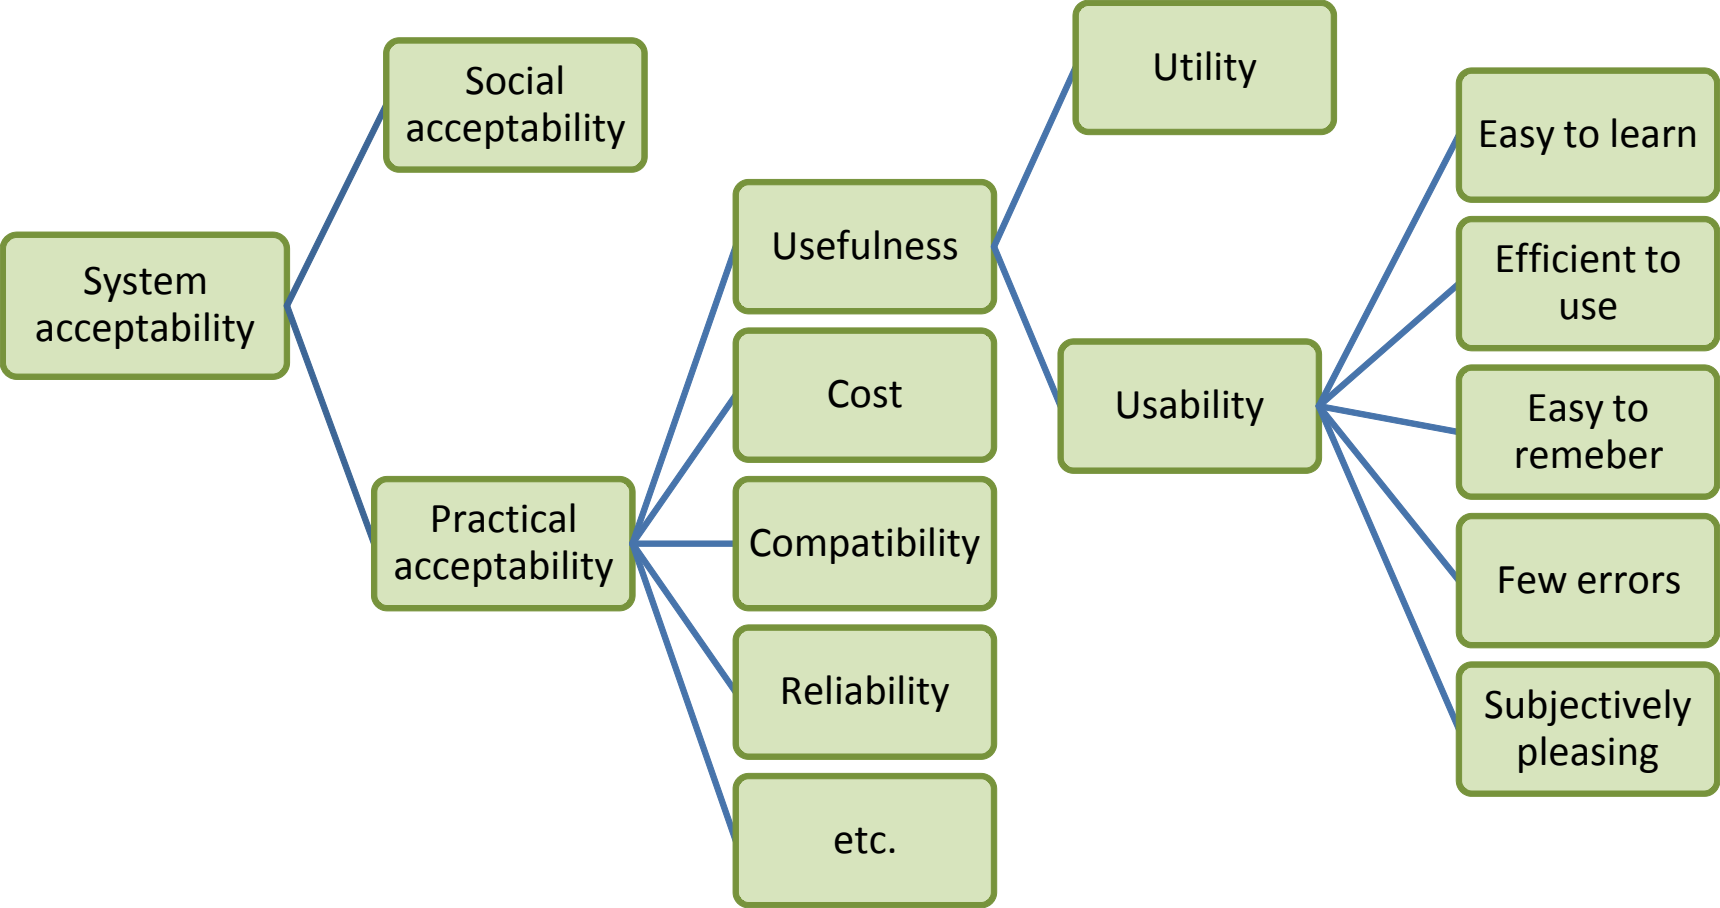 System
acceptability
Social
acceptability
Practical
acceptability
Usefulness
Cost
Compatibility
Reliability
etc.
Utility
Usability
Easy to learn
Efficient to
use
Easy to
remeber
Few errors
Subjectively
pleasing